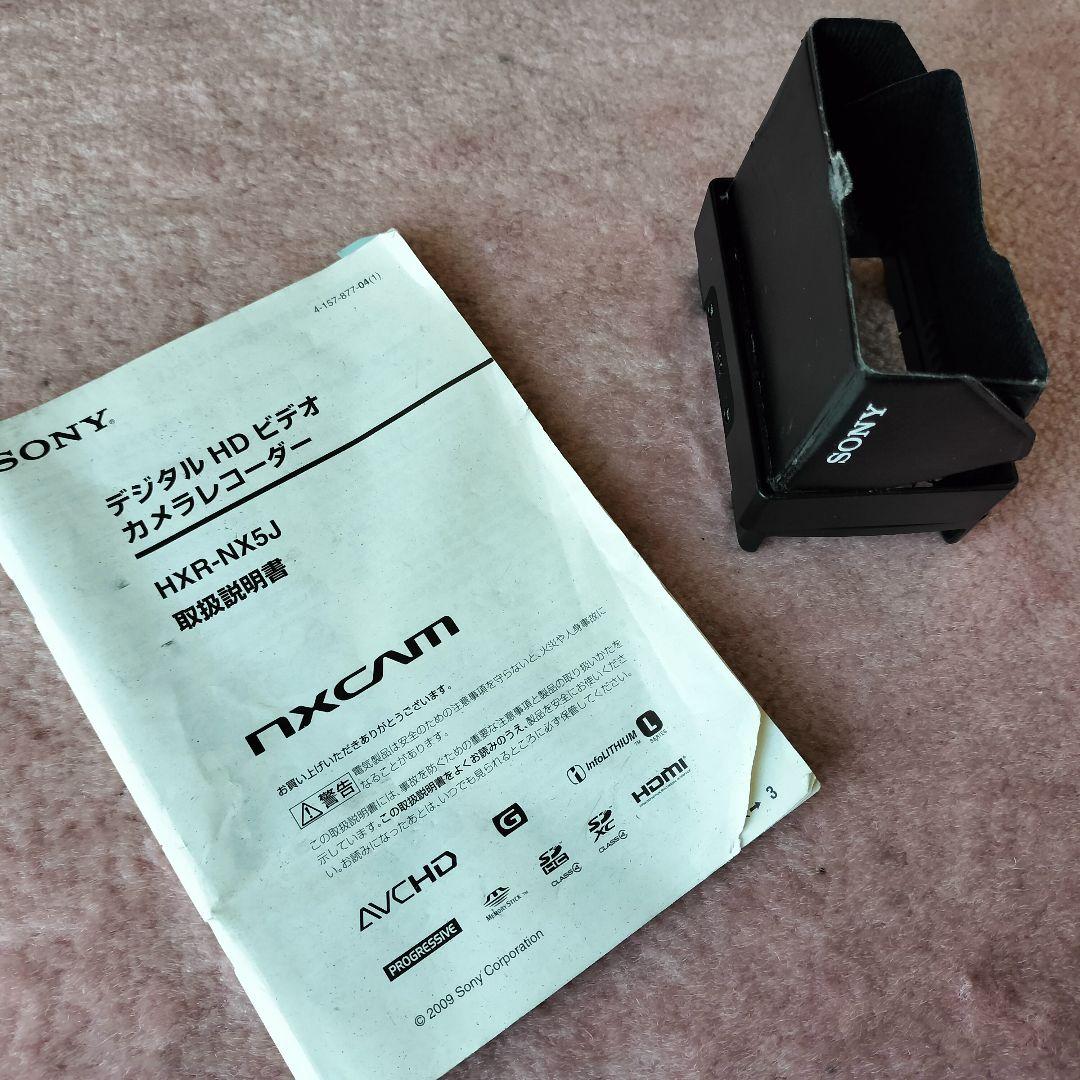 4-157-877-04(1)
SONY®
デジタル HD ビデオ
カメラレコーダー
HXR-NX5J
取扱説明書
NXCAM
お買い上げいただきありがとうございます。
警告
電気製品は安全のための注意事項を守らないと、火災や人身事故に
なることがあります。
この取扱説明書には、事故を防ぐための重要な注意事項と製品の取り扱いかたを
示しています。この取扱説明書をよくお読みのうえ、製品を安全にお使いくださ
い。お読みになったあとは、いつでも見られるところに必ず保管してください。
InfoLITHIUM™ L
SERIES
HDMI
G
SD
XC
CLASS4
SD
HC
CLASS4
AVCHD
MEMORY STICK™
PROGRESSIVE
3
© 2009 Sony Corporation
SONY